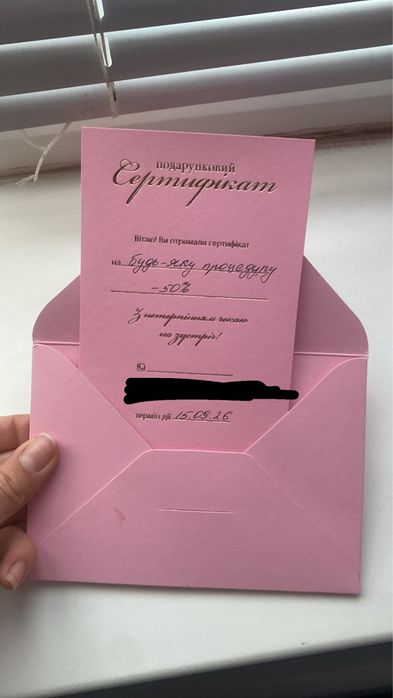 подарунковий
Сертифікат
Вітаю! Ви отримали сертифікат
на будь-яку процедуру
-50%
З нетерпінням чекаю
на зустріч!
термін дії 15.09.26